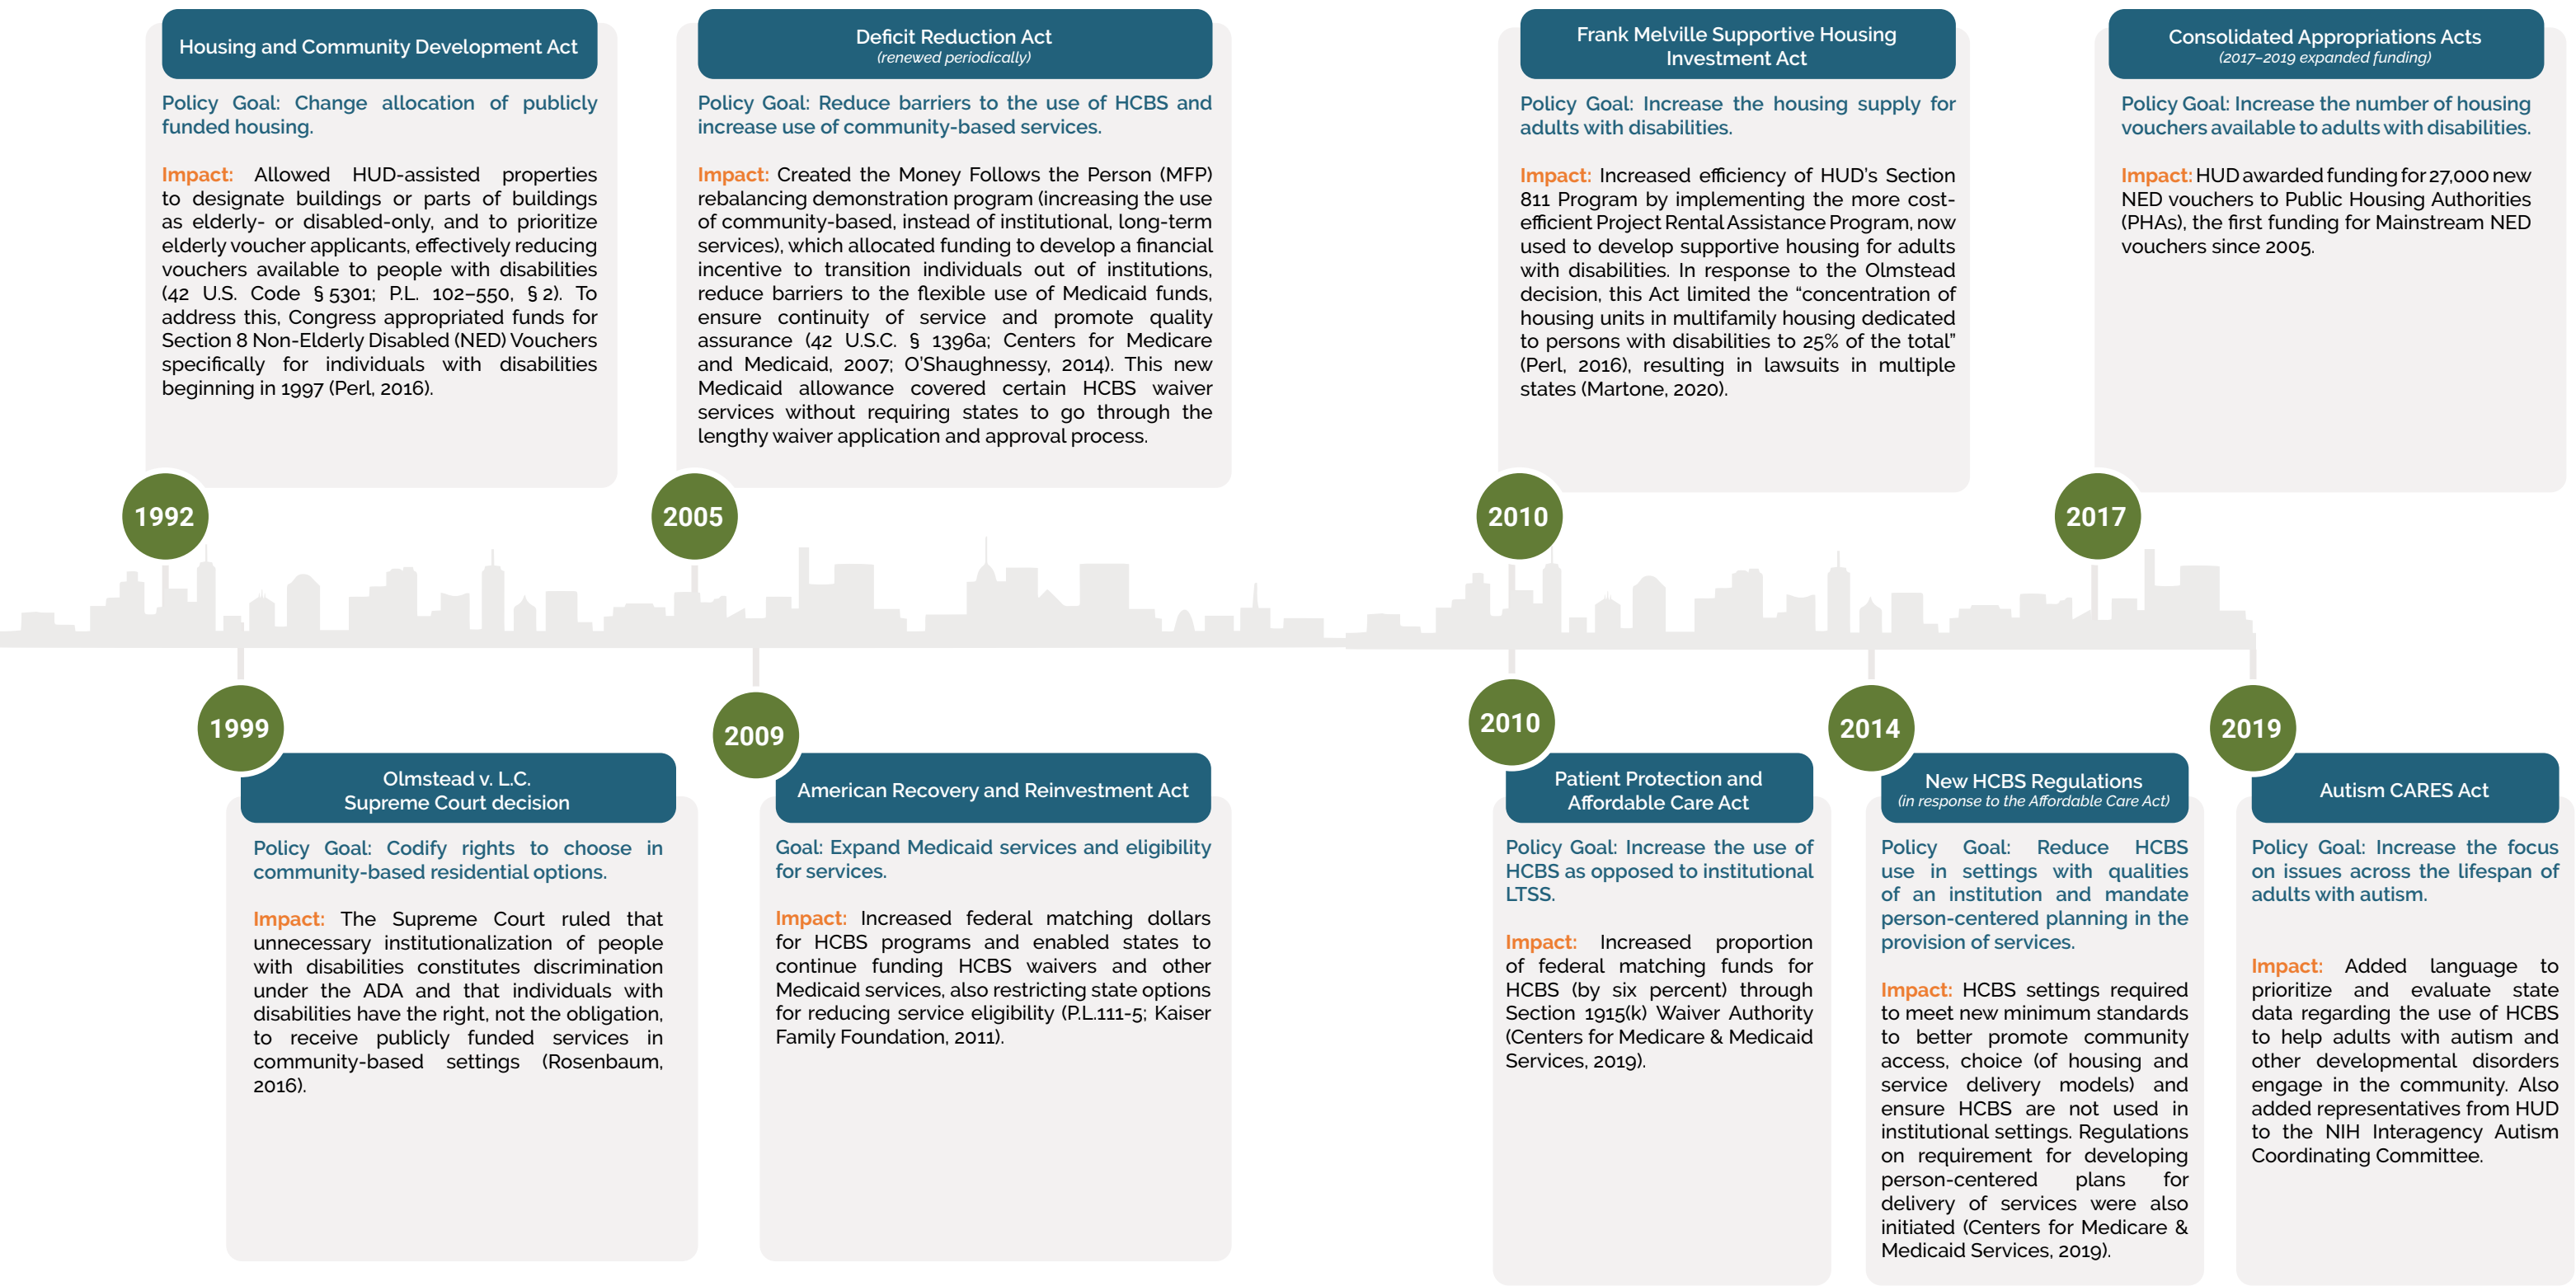 Housing and Community Development Act
Policy Goal: Change allocation of publicly
funded housing.
Impact: Allowed HUD-assisted properties
to designate buildings or parts of buildings
as elderly- or disabled-only, and to prioritize
elderly voucher applicants, effectively reducing
vouchers available to people with disabilities
(42 U.S. Code § 5301; P.L. 102–550, § 2). To
address this, Congress appropriated funds for
Section 8 Non-Elderly Disabled (NED) Vouchers
specifically for individuals with disabilities
beginning in 1997 (Perl, 2016).
1992
Deficit Reduction Act
(renewed periodically)
Policy Goal: Reduce barriers to the use of HCBS and
increase use of community-based services.
Impact: Created the Money Follows the Person (MFP)
rebalancing demonstration program (increasing the use
of community-based, instead of institutional, long-term
services), which allocated funding to develop a financial
incentive to transition individuals out of institutions,
reduce barriers to the flexible use of Medicaid funds,
ensure continuity of service and promote quality
assurance (42 U.S.C. § 1396a; Centers for Medicare
and Medicaid, 2007; O'Shaughnessy, 2014). This new
Medicaid allowance covered certain HCBS waiver
services without requiring states to go through the
lengthy waiver application and approval process.
2005
Frank Melville Supportive Housing
Investment Act
Policy Goal: Increase the housing supply for
adults with disabilities.
Impact: Increased efficiency of HUD's Section
811 Program by implementing the more cost-
efficient Project Rental Assistance Program, now
used to develop supportive housing for adults
with disabilities. In response to the Olmstead
decision, this Act limited the “concentration of
housing units in multifamily housing dedicated
to persons with disabilities to 25% of the total”
(Perl, 2016), resulting in lawsuits in multiple
states (Martone, 2020).
2010
Consolidated Appropriations Acts
(2017–2019 expanded funding)
Policy Goal: Increase the number of housing
vouchers available to adults with disabilities.
Impact: HUD awarded funding for 27,000 new
NED vouchers to Public Housing Authorities
(PHAs), the first funding for Mainstream NED
vouchers since 2005.
2017
1999
Olmstead v. L.C.
Supreme Court decision
Policy Goal: Codify rights to choose in
community-based residential options.
Impact: The Supreme Court ruled that
unnecessary institutionalization of people
with disabilities constitutes discrimination
under the ADA and that individuals with
disabilities have the right, not the obligation,
to receive publicly funded services in
community-based settings (Rosenbaum,
2016).
2009
American Recovery and Reinvestment Act
Goal: Expand Medicaid services and eligibility
for services.
Impact: Increased federal matching dollars
for HCBS programs and enabled states to
continue funding HCBS waivers and other
Medicaid services, also restricting state options
for reducing service eligibility (P.L.111-5; Kaiser
Family Foundation, 2011).
2010
Patient Protection and
Affordable Care Act
Policy Goal: Increase the use of
HCBS as opposed to institutional
LTSS.
Impact: Increased proportion
of federal matching funds for
HCBS (by six percent) through
Section 1915(k) Waiver Authority
(Centers for Medicare & Medicaid
Services, 2019).
2014
New HCBS Regulations
(in response to the Affordable Care Act)
Policy Goal: Reduce HCBS
use in settings with qualities
of an institution and mandate
person-centered planning in the
provision of services.
Impact: HCBS settings required
to meet new minimum standards
to better promote community
access, choice (of housing and
service delivery models) and
ensure HCBS are not used in
institutional settings. Regulations
on requirement for developing
person-centered plans for
delivery of services were also
initiated (Centers for Medicare &
Medicaid Services, 2019).
2019
Autism CARES Act
Policy Goal: Increase the focus
on issues across the lifespan of
adults with autism.
Impact: Added language to
prioritize and evaluate state
data regarding the use of HCBS
to help adults with autism and
other developmental disorders
engage in the community. Also
added representatives from HUD
to the NIH Interagency Autism
Coordinating Committee.